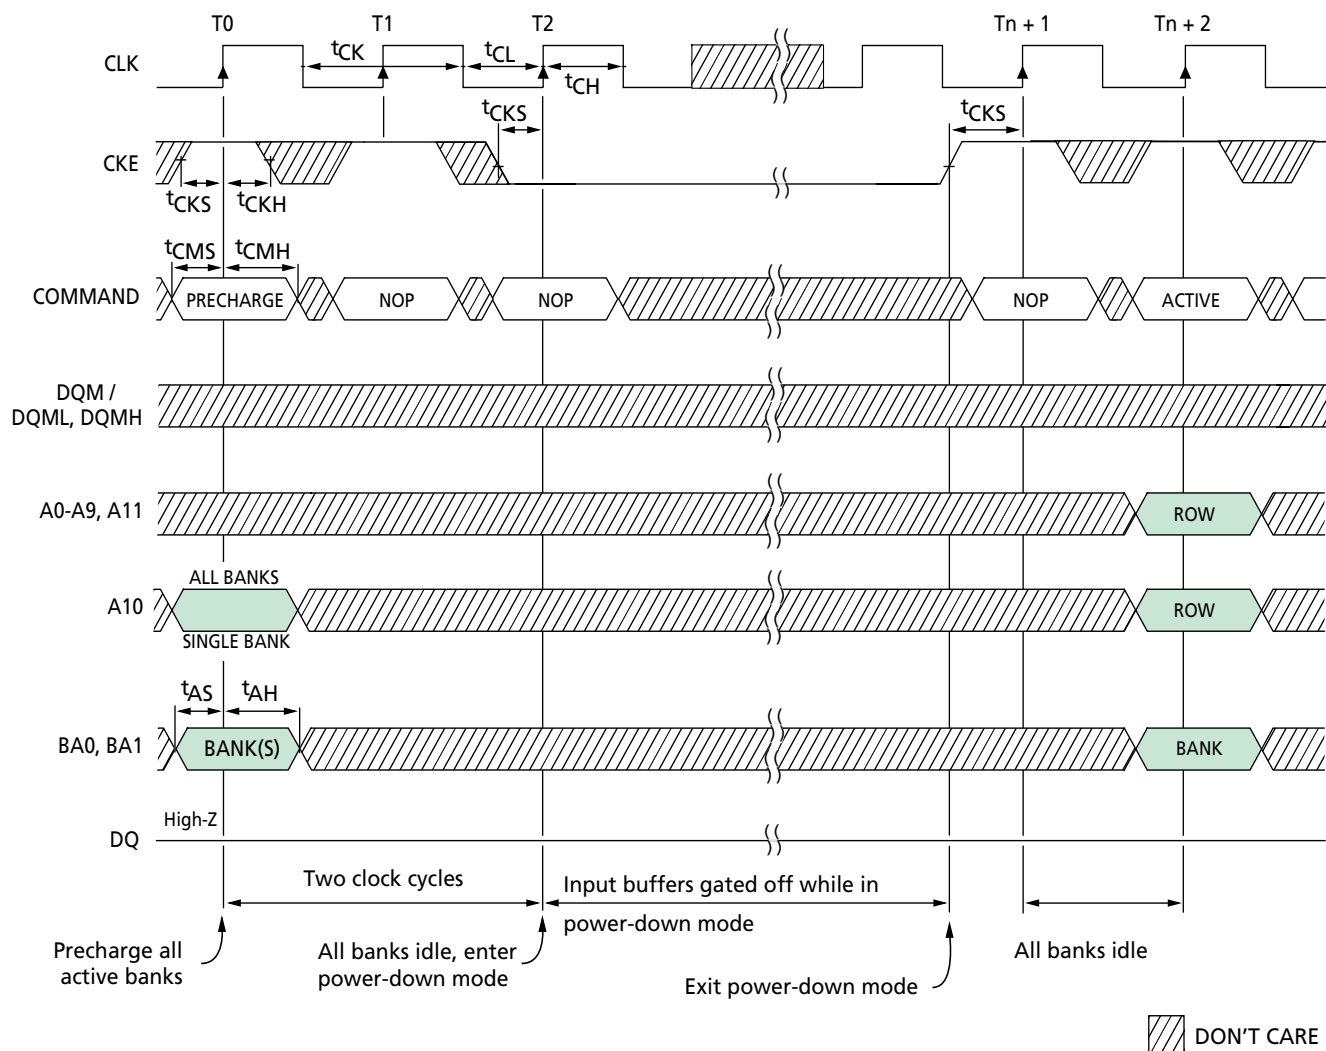 T0 T1 T2 Tn + 1 Tn + 2
CLK
tCK tCL
tCH
tCKS tCKS
CKE
tCKS tCKH
tCMS tCMH
COMMAND PRECHARGE NOP NOP NOP ACTIVE
DQM /
DQML, DQMH
A0-A9, A11 ROW
ALL BANKS
A10 ROW
SINGLE BANK
tAS tAH
BA0, BA1 BANK(S) BANK
High-Z
DQ
Two clock cycles
Input buffers gated off while in
power-down mode
Precharge all
active banks
All banks idle, enter
power-down mode
Exit power-down mode
All banks idle
DON'T CARE